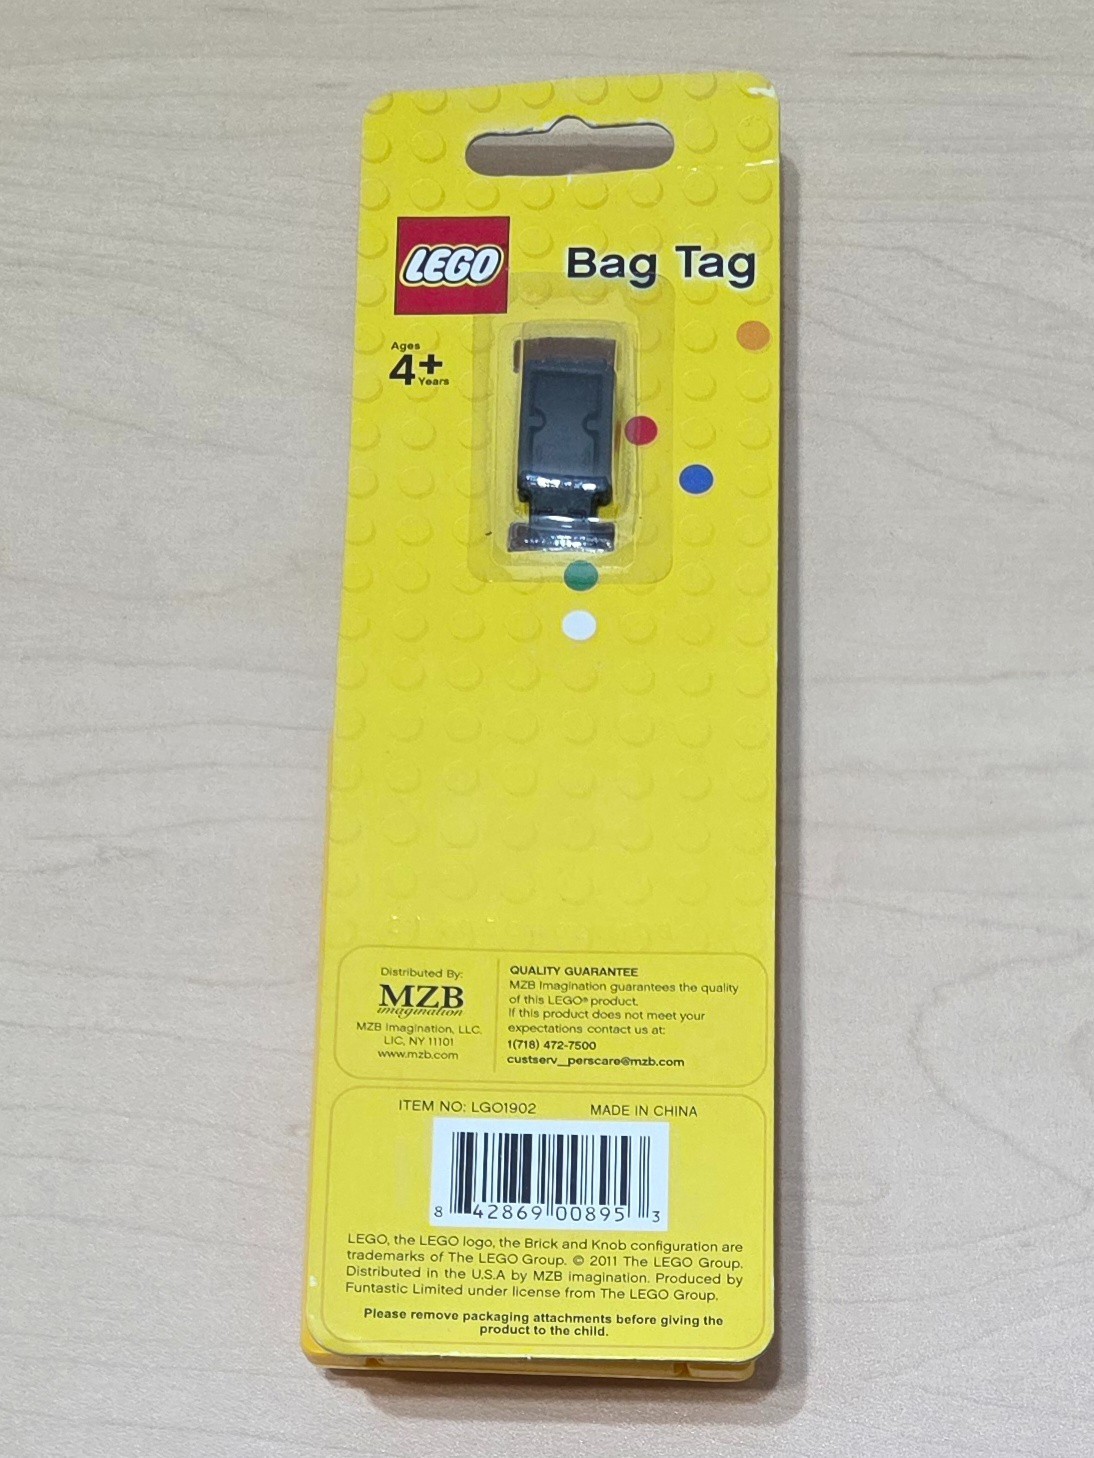 LEGO
Bag Tag
Ages
4+
Years
Distributed By:
MZB
imagination
MZB Imagination, LLC.
LIC, NY 11101
www.mzb.com
QUALITY GUARANTEE
MZB Imagination guarantees the quality
of this LEGO® product.
If this product does not meet your
expectations contact us at:
1(718) 472-7500
custserv_perscare@mzb.com
ITEM NO: LGO1902 MADE IN CHINA
8 42869 00895 3
LEGO, the LEGO logo, the Brick and Knob configuration are
trademarks of The LEGO Group. © 2011 The LEGO Group.
Distributed in the U.S.A by MZB imagination. Produced by
Funtastic Limited under license from The LEGO Group.
Please remove packaging attachments before giving the
product to the child.